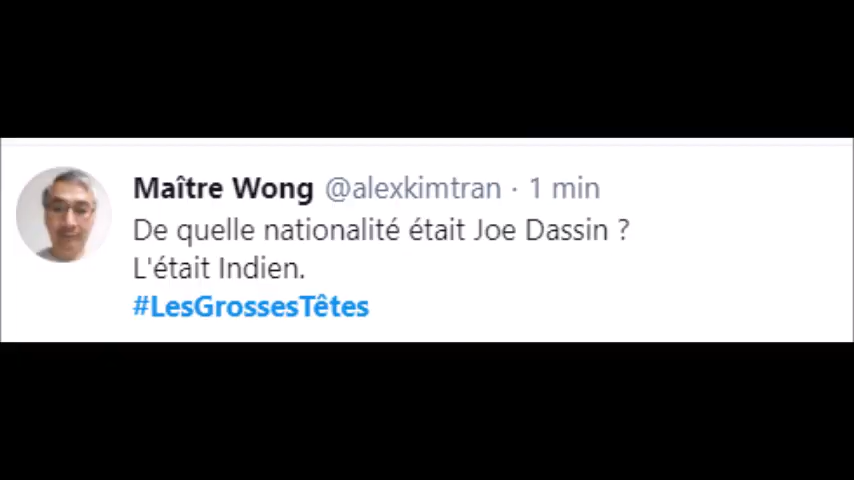 Maître Wong @alexkimtran · 1 min
De quelle nationalité était Joe Dassin ?
L'était Indien.
#LesGrossesTêtes